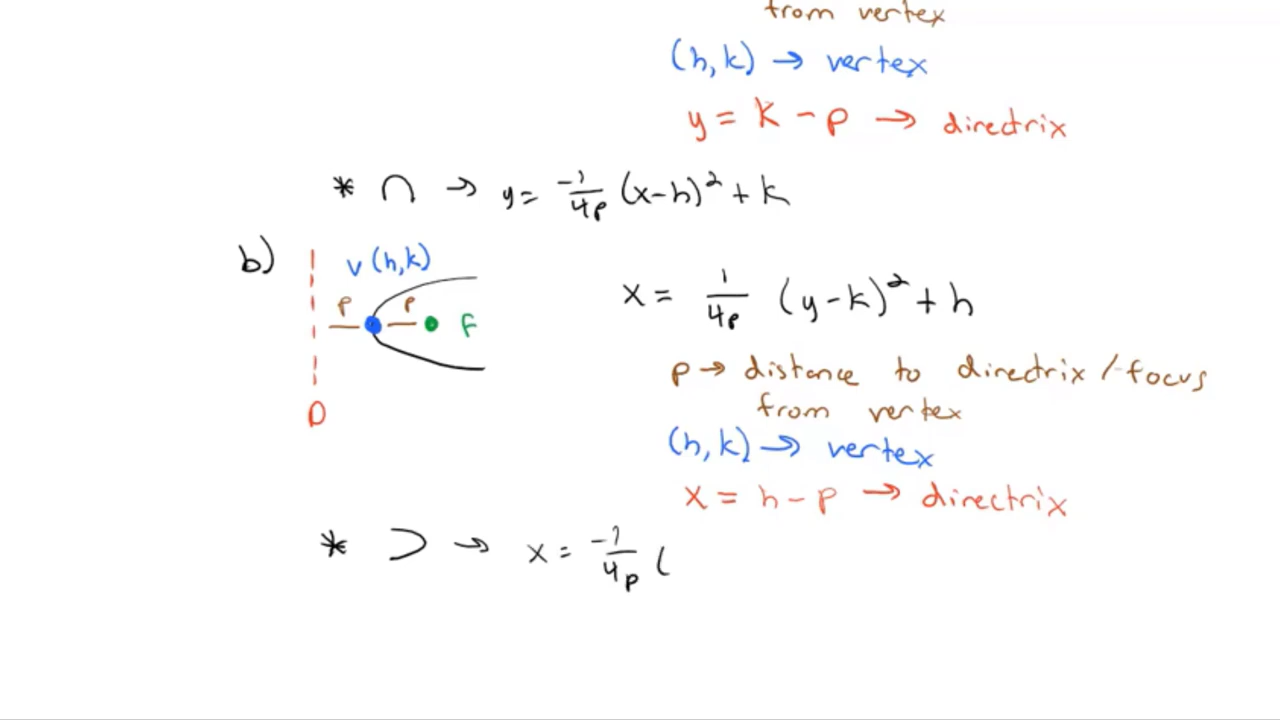 from vertex
(h,k) → vertex
y = k - p → directrix
* ∩ → y = -1/4p (x-h)² + k
b)
v (h,k)
x = 1/4p (y-k)² + h
p p
F
p → distance to directrix / focus
from vertex
D
(h,k) → vertex
x = h - p → directrix
* ⊃ → x = -1/4p (